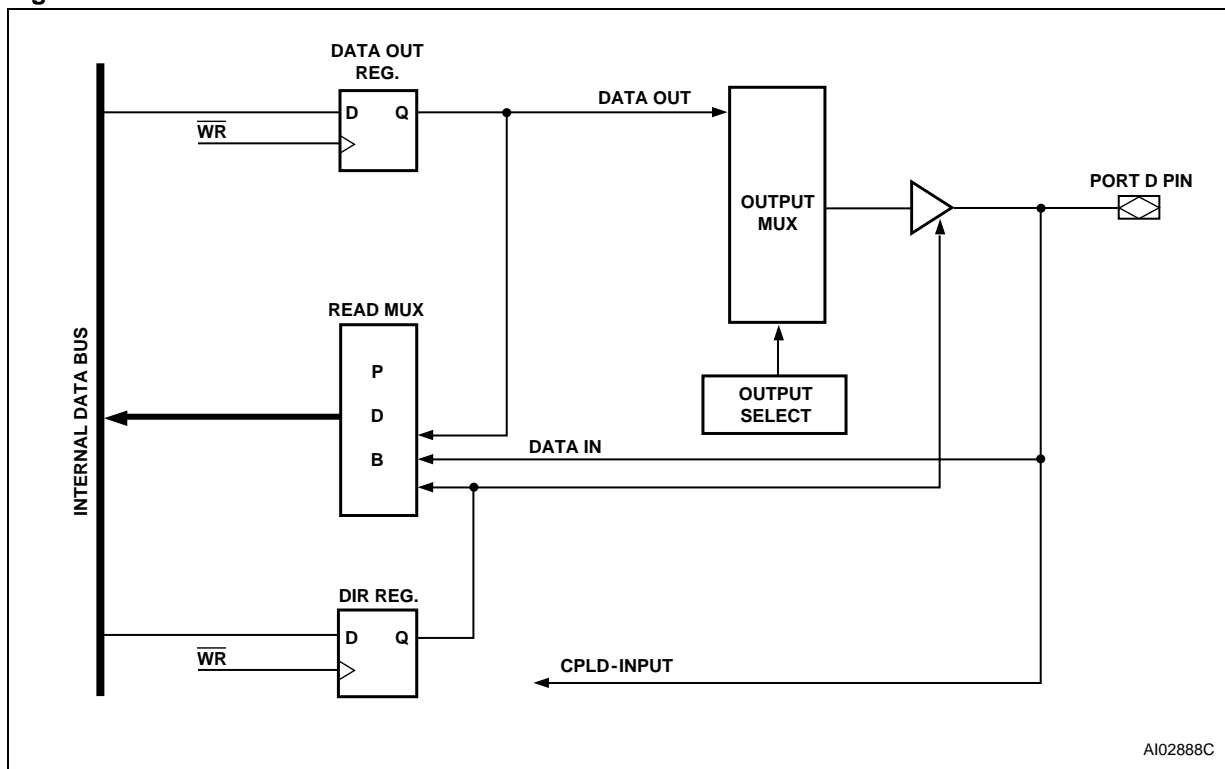 DATA OUT
REG.
D Q
WR
DATA OUT
OUTPUT
MUX
PORT D PIN
READ MUX
P
D
B
INTERNAL DATA BUS
OUTPUT
SELECT
DATA IN
DIR REG.
D Q
WR
CPLD-INPUT
AI02888C